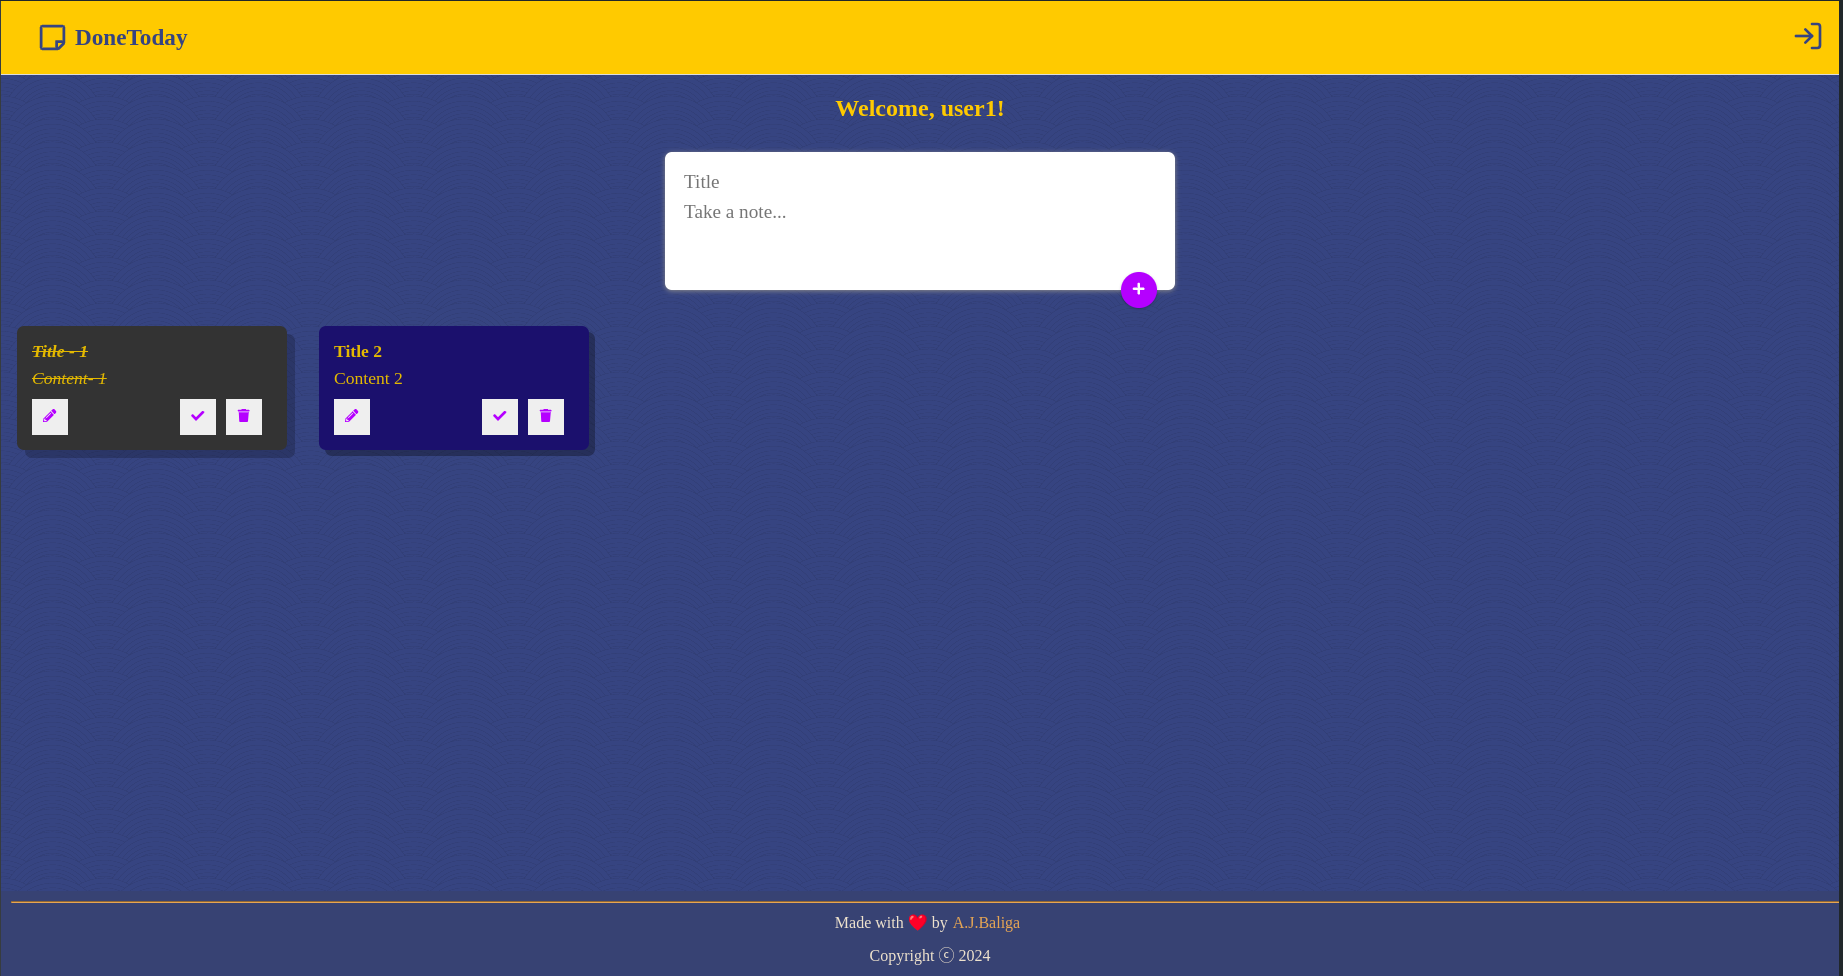 DoneToday
Welcome, user1!
Title
Take a note...
Title - 1
Content- 1
Title 2
Content 2
Made with ❤️ by A.J.Baliga
Copyright ⓒ 2024